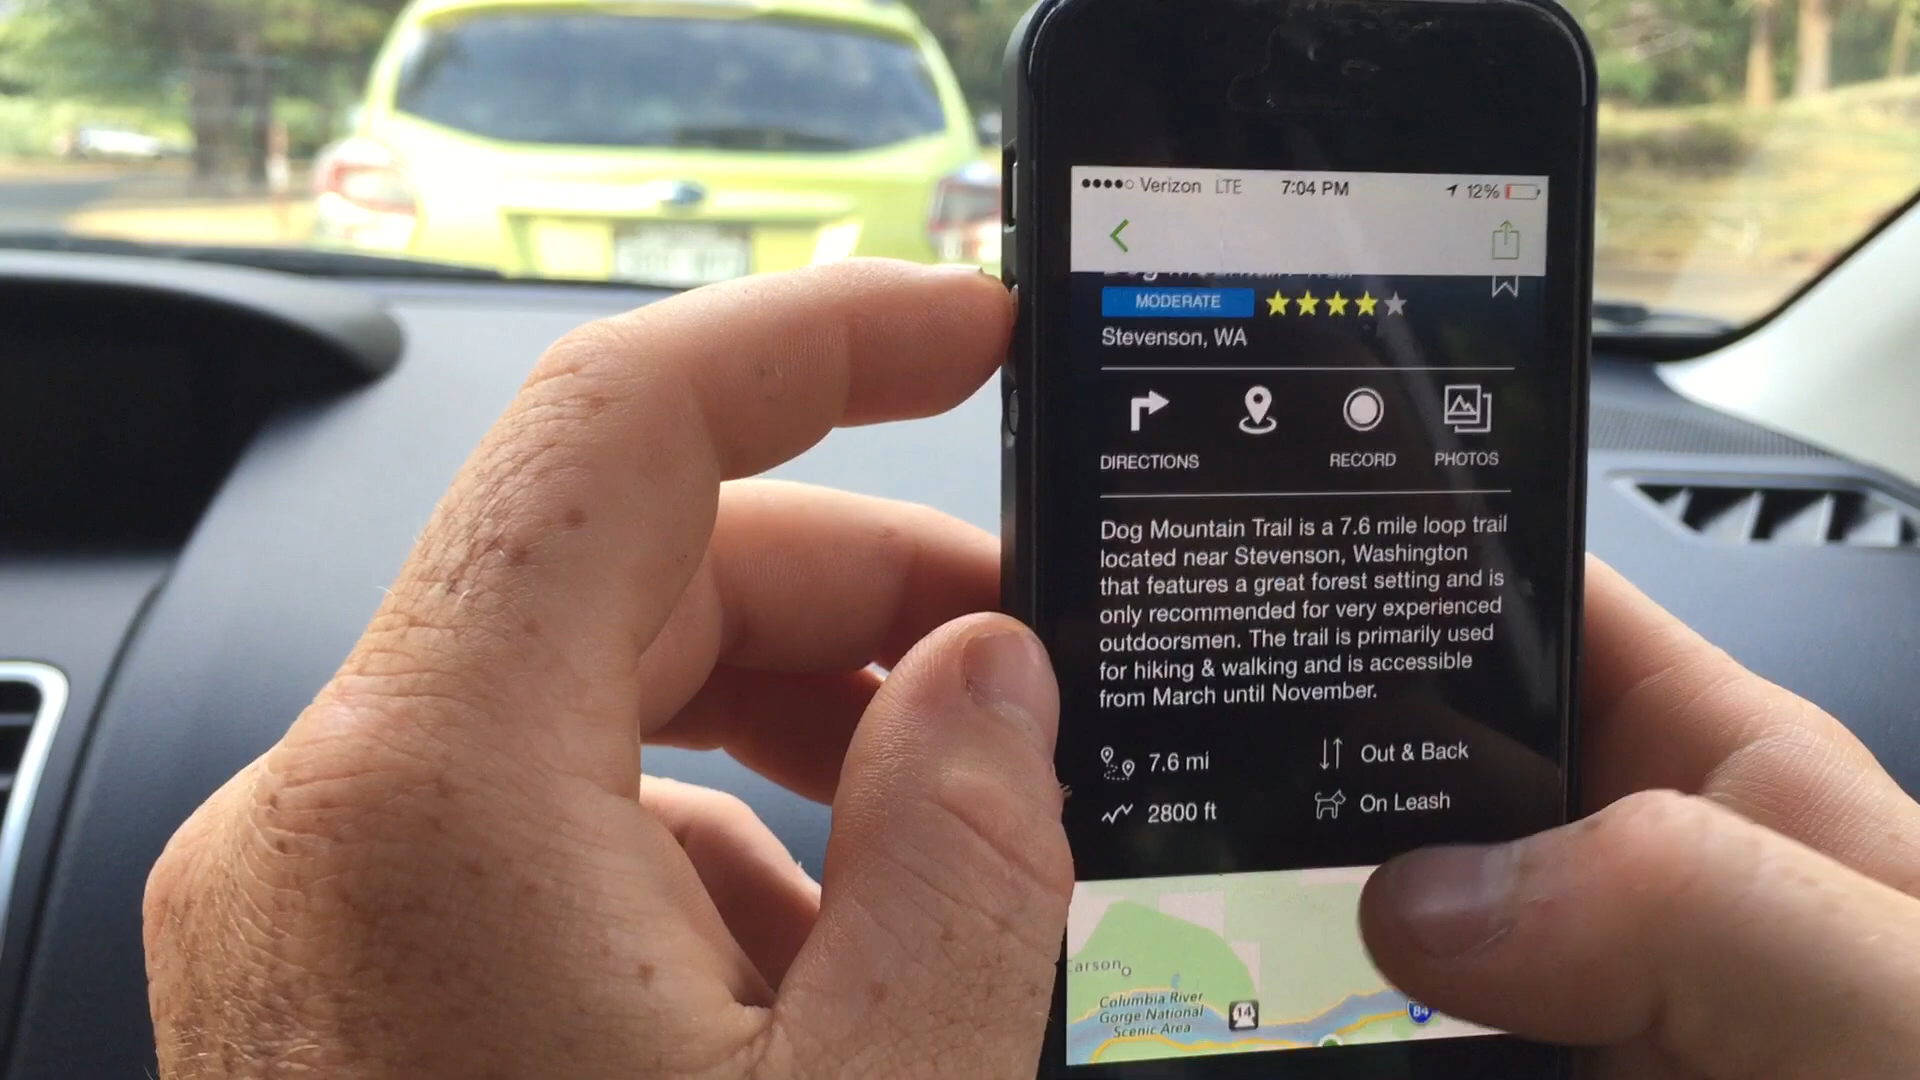 Verizon LTE 7:04 PM 12%
MODERATE
Stevenson, WA
DIRECTIONS RECORD PHOTOS
Dog Mountain Trail is a 7.6 mile loop trail
located near Stevenson, Washington
that features a great forest setting and is
only recommended for very experienced
outdoorsmen. The trail is primarily used
for hiking & walking and is accessible
from March until November.
7.6 mi Out & Back
2800 ft On Leash
Carson
Columbia River
Gorge National
Scenic Area
14
84